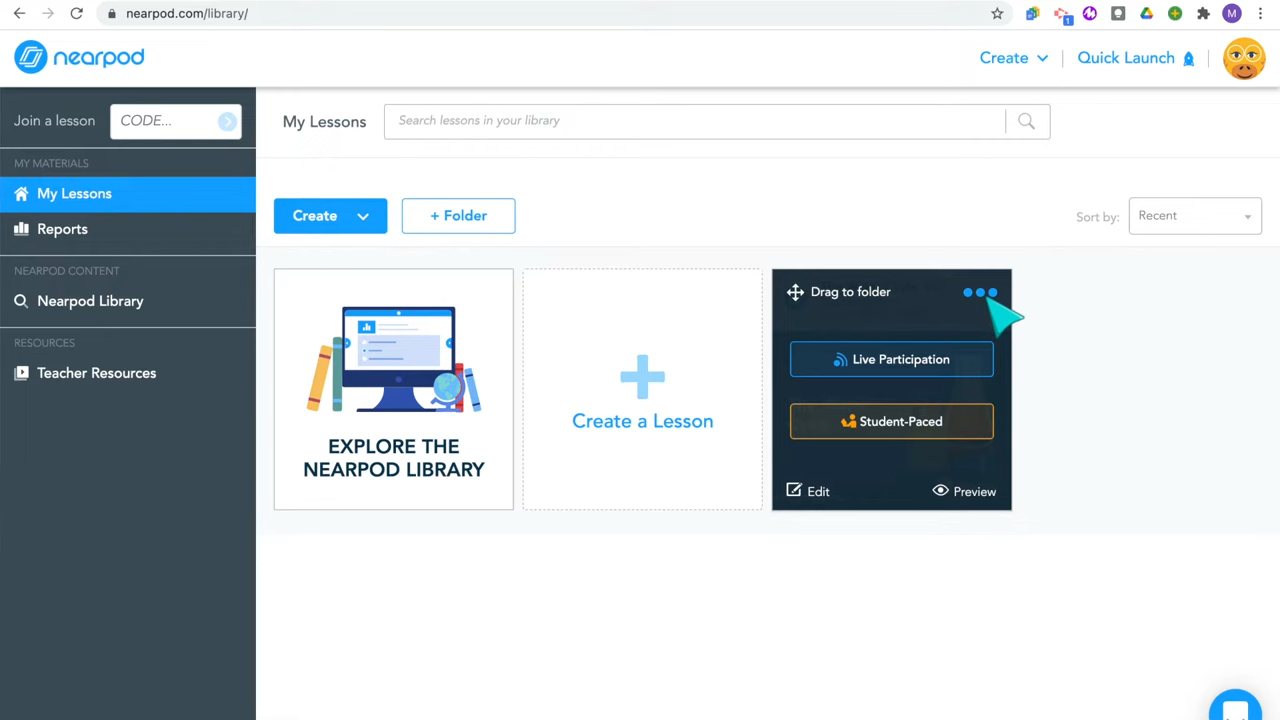 nearpod.com/library/
1
M
nearpod
Create
Quick Launch
Join a lesson
CODE...
My Lessons
Search lessons in your library
MY MATERIALS
My Lessons
Reports
Create
+ Folder
Sort by:
Recent
NEARPOD CONTENT
Nearpod Library
RESOURCES
Teacher Resources
EXPLORE THE
NEARPOD LIBRARY
Create a Lesson
Drag to folder
Live Participation
Student-Paced
Edit
Preview